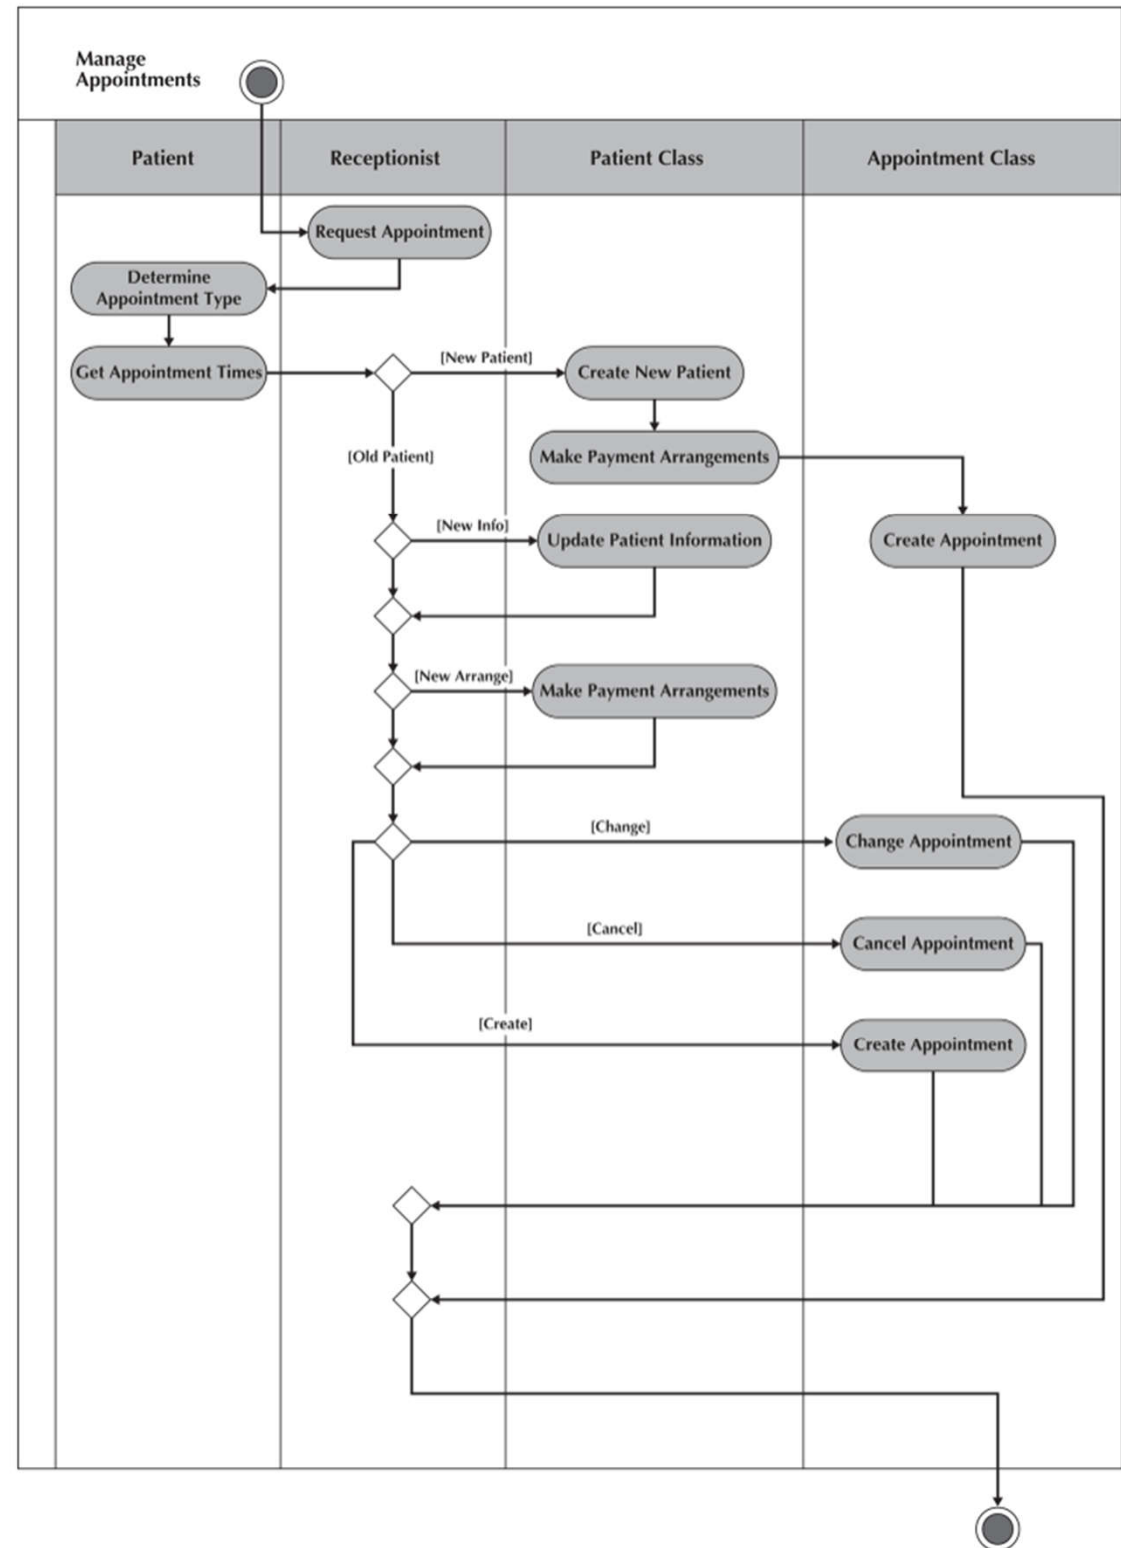 Manage
Appointments
Patient
Receptionist
Patient Class
Appointment Class
Request Appointment
Determine
Appointment Type
Get Appointment Times
[New Patient]
Create New Patient
[Old Patient]
Make Payment Arrangements
[New Info]
Update Patient Information
Create Appointment
[New Arrange]
Make Payment Arrangements
[Change]
Change Appointment
[Cancel]
Cancel Appointment
[Create]
Create Appointment